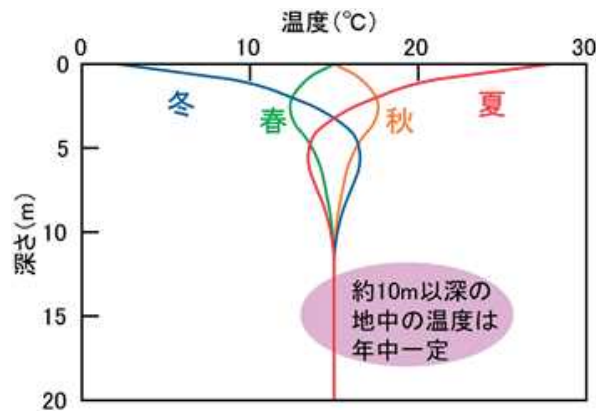 温度(℃)
0 10 20 30
深さ(m)
0
5
10
15
20
冬
春
秋
夏
約10m以深の
地中の温度は
年中一定